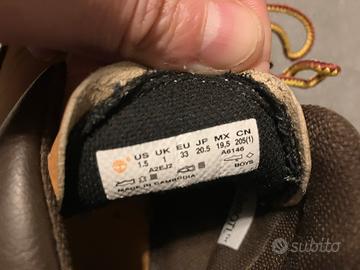 US UK EU JP MX CN
1.5 1 33 20.5 19.5 205(1)
A2EJ2 A6146
BOYS
MADE IN CAMBODIA
subito